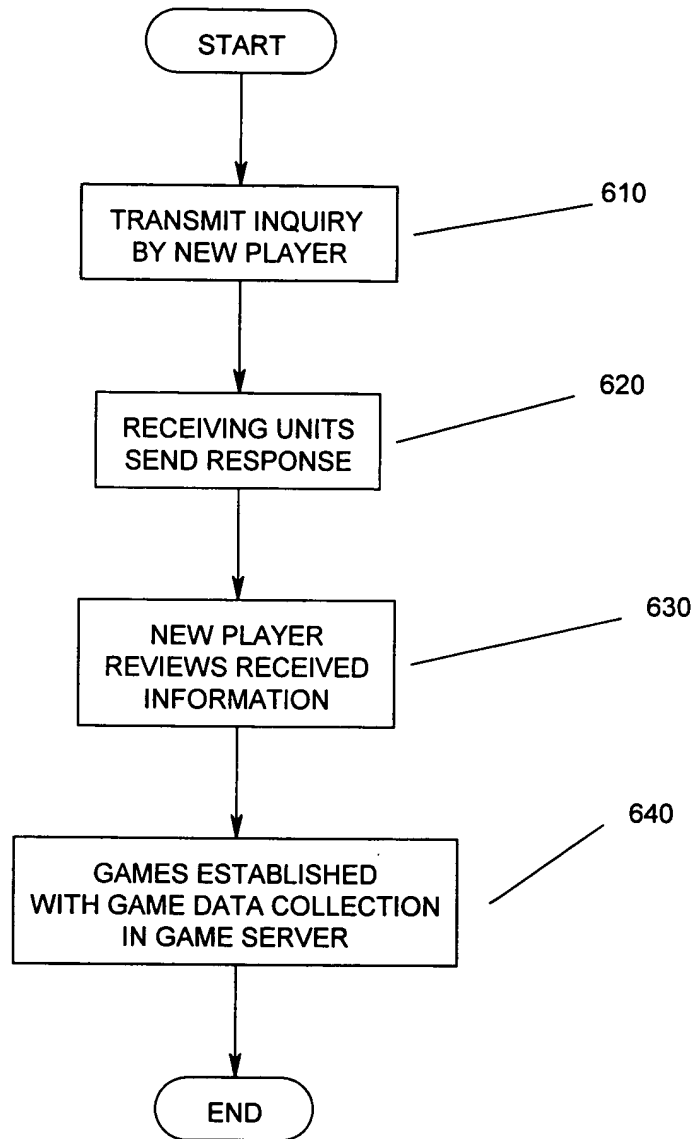 START
TRANSMIT INQUIRY
BY NEW PLAYER
610
RECEIVING UNITS
SEND RESPONSE
620
NEW PLAYER
REVIEWS RECEIVED
INFORMATION
630
GAMES ESTABLISHED
WITH GAME DATA COLLECTION
IN GAME SERVER
640
END